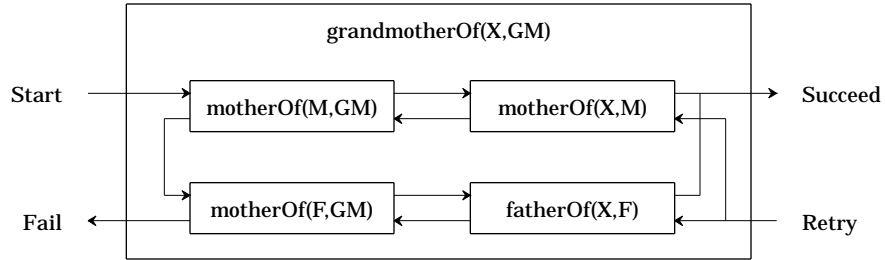 grandmotherOf(X,GM)
Start
motherOf(M,GM)
motherOf(X,M)
Succeed
Fail
motherOf(F,GM)
fatherOf(X,F)
Retry